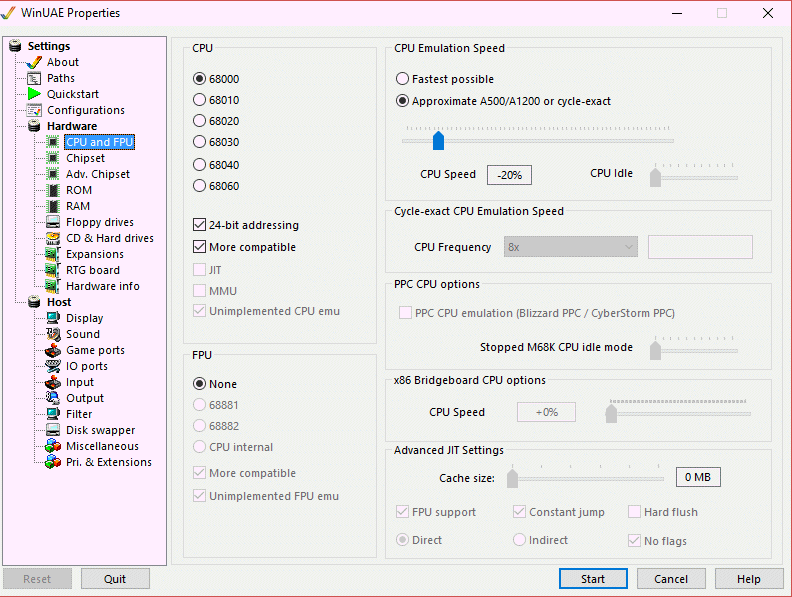 WinUAE Properties
Settings
About
Paths
Quickstart
Configurations
Hardware
CPU and FPU
Chipset
Adv. Chipset
ROM
RAM
Floppy drives
CD & Hard drives
Expansions
RTG board
Hardware info
Host
Display
Sound
Game ports
IO ports
Input
Output
Filter
Disk swapper
Miscellaneous
Pri. & Extensions
CPU
68000
68010
68020
68030
68040
68060
24-bit addressing
More compatible
JIT
MMU
Unimplemented CPU emu
FPU
None
68881
68882
CPU internal
More compatible
Unimplemented FPU emu
CPU Emulation Speed
Fastest possible
Approximate A500/A1200 or cycle-exact
CPU Speed -20% CPU Idle
Cycle-exact CPU Emulation Speed
CPU Frequency 8x
PPC CPU options
PPC CPU emulation (Blizzard PPC / CyberStorm PPC)
Stopped M68K CPU idle mode
x86 Bridgeboard CPU options
CPU Speed +0%
Advanced JIT Settings
Cache size: 0 MB
FPU support Constant jump Hard flush
Direct Indirect No flags
Reset Quit Start Cancel Help